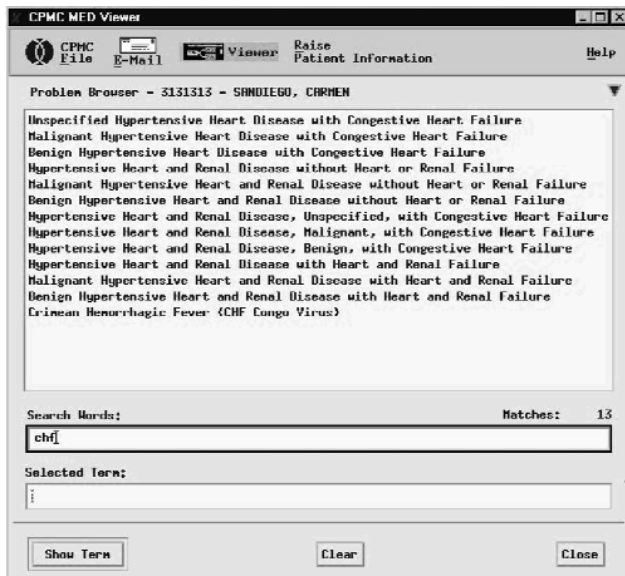 CPMC MED Viewer
CPMC File
E-Mail
Viewer
Raise Patient Information
Help
Problem Browser - 3131313 - SANDIEGO, CARMEN
Unspecified Hypertensive Heart Disease with Congestive Heart Failure
Malignant Hypertensive Heart Disease with Congestive Heart Failure
Benign Hypertensive Heart Disease with Congestive Heart Failure
Hypertensive Heart and Renal Disease without Heart or Renal Failure
Malignant Hypertensive Heart and Renal Disease without Heart or Renal Failure
Benign Hypertensive Heart and Renal Disease without Heart or Renal Failure
Hypertensive Heart and Renal Disease, Unspecified, with Congestive Heart Failure
Hypertensive Heart and Renal Disease, Malignant, with Congestive Heart Failure
Hypertensive Heart and Renal Disease, Benign, with Congestive Heart Failure
Hypertensive Heart and Renal Disease with Heart and Renal Failure
Malignant Hypertensive Heart and Renal Disease with Heart and Renal Failure
Benign Hypertensive Heart and Renal Disease with Heart and Renal Failure
Crimean Hemorrhagic Fever (CHF Congo Virus)
Search Words: Matches: 13
chf
Selected Term:
Show Term Clear Close